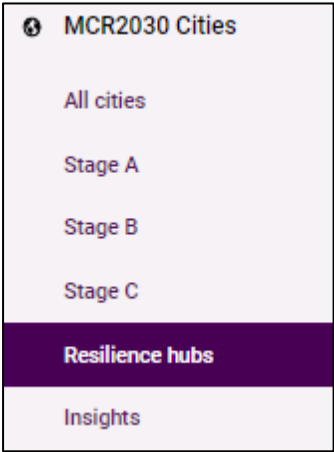 MCR2030 Cities
All cities
Stage A
Stage B
Stage C
Resilience hubs
Insights